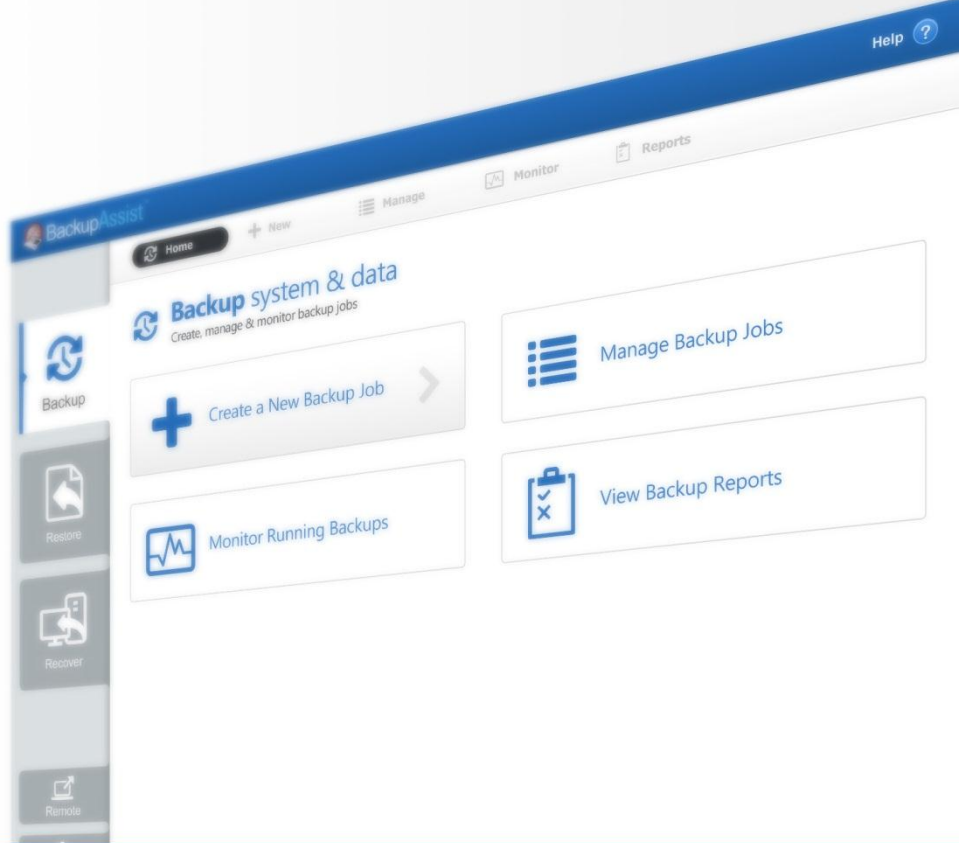 Help ?
BackupAssist
Home
New
Manage
Monitor
Reports
Backup system & data
Create, manage & monitor backup jobs
Backup
Restore
Recover
Remote
Create a New Backup Job
Manage Backup Jobs
Monitor Running Backups
View Backup Reports